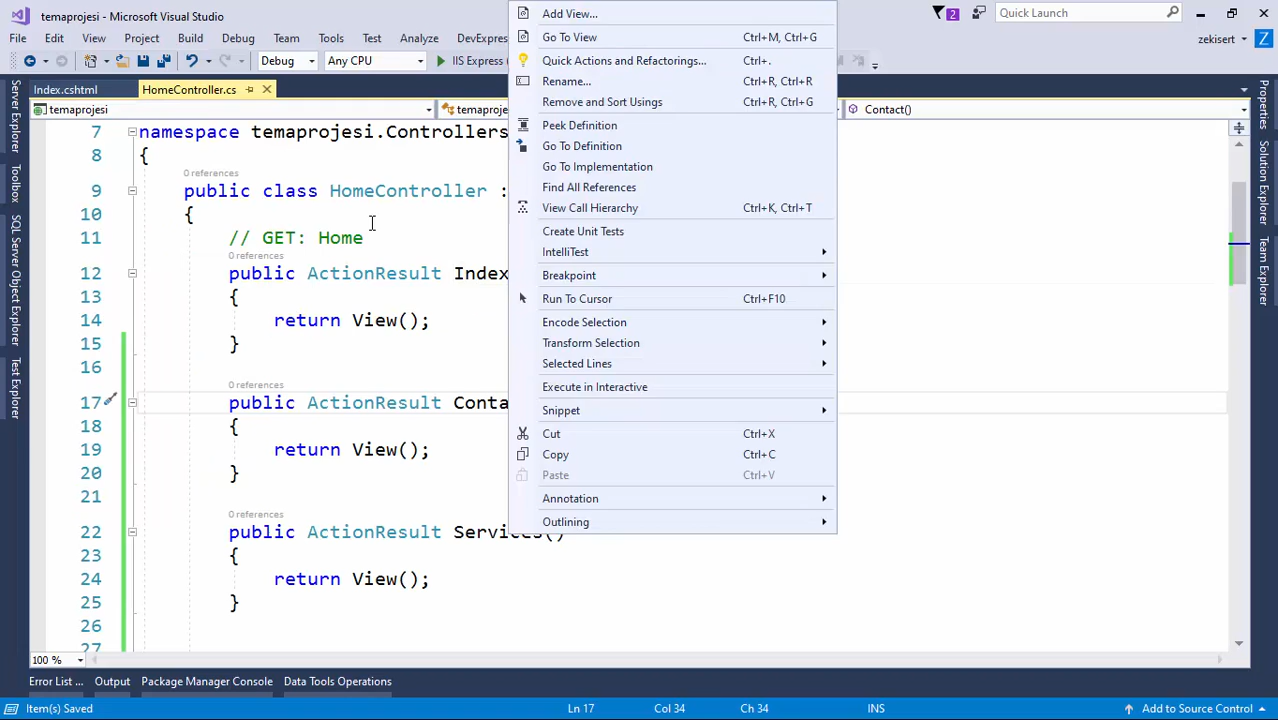 temaprojesi - Microsoft Visual Studio
2
Quick Launch
File Edit View Project Build Debug Team Tools Test Analyze DevExpres
zekisert Z
Debug Any CPU IIS Express
Index.cshtml HomeController.cs
temaprojesi temaproje Contact()
Server Explorer
Toolbox
SQL Server Object Explorer
Test Explorer
Properties
Solution Explorer
Team Explorer
7 namespace temaprojesi.Controllers
8 {
0 references
9 public class HomeController :
10 {
11 // GET: Home
0 references
12 public ActionResult Index
13 {
14 return View();
15 }
16
0 references
17 public ActionResult Conta
18 {
19 return View();
20 }
21
0 references
22 public ActionResult Services()
23 {
24 return View();
25 }
27
Add View...
Go To View Ctrl+M, Ctrl+G
Quick Actions and Refactorings... Ctrl+.
Rename... Ctrl+R, Ctrl+R
Remove and Sort Usings Ctrl+R, Ctrl+G
Peek Definition
Go To Definition
Go To Implementation
Find All References
View Call Hierarchy Ctrl+K, Ctrl+T
Create Unit Tests
IntelliTest
Breakpoint
Run To Cursor Ctrl+F10
Encode Selection
Transform Selection
Selected Lines
Execute in Interactive
Snippet
Cut Ctrl+X
Copy Ctrl+C
Paste Ctrl+V
Annotation
Outlining
100 %
Error List ... Output Package Manager Console Data Tools Operations
Item(s) Saved Ln 17 Col 34 Ch 34 INS Add to Source Control